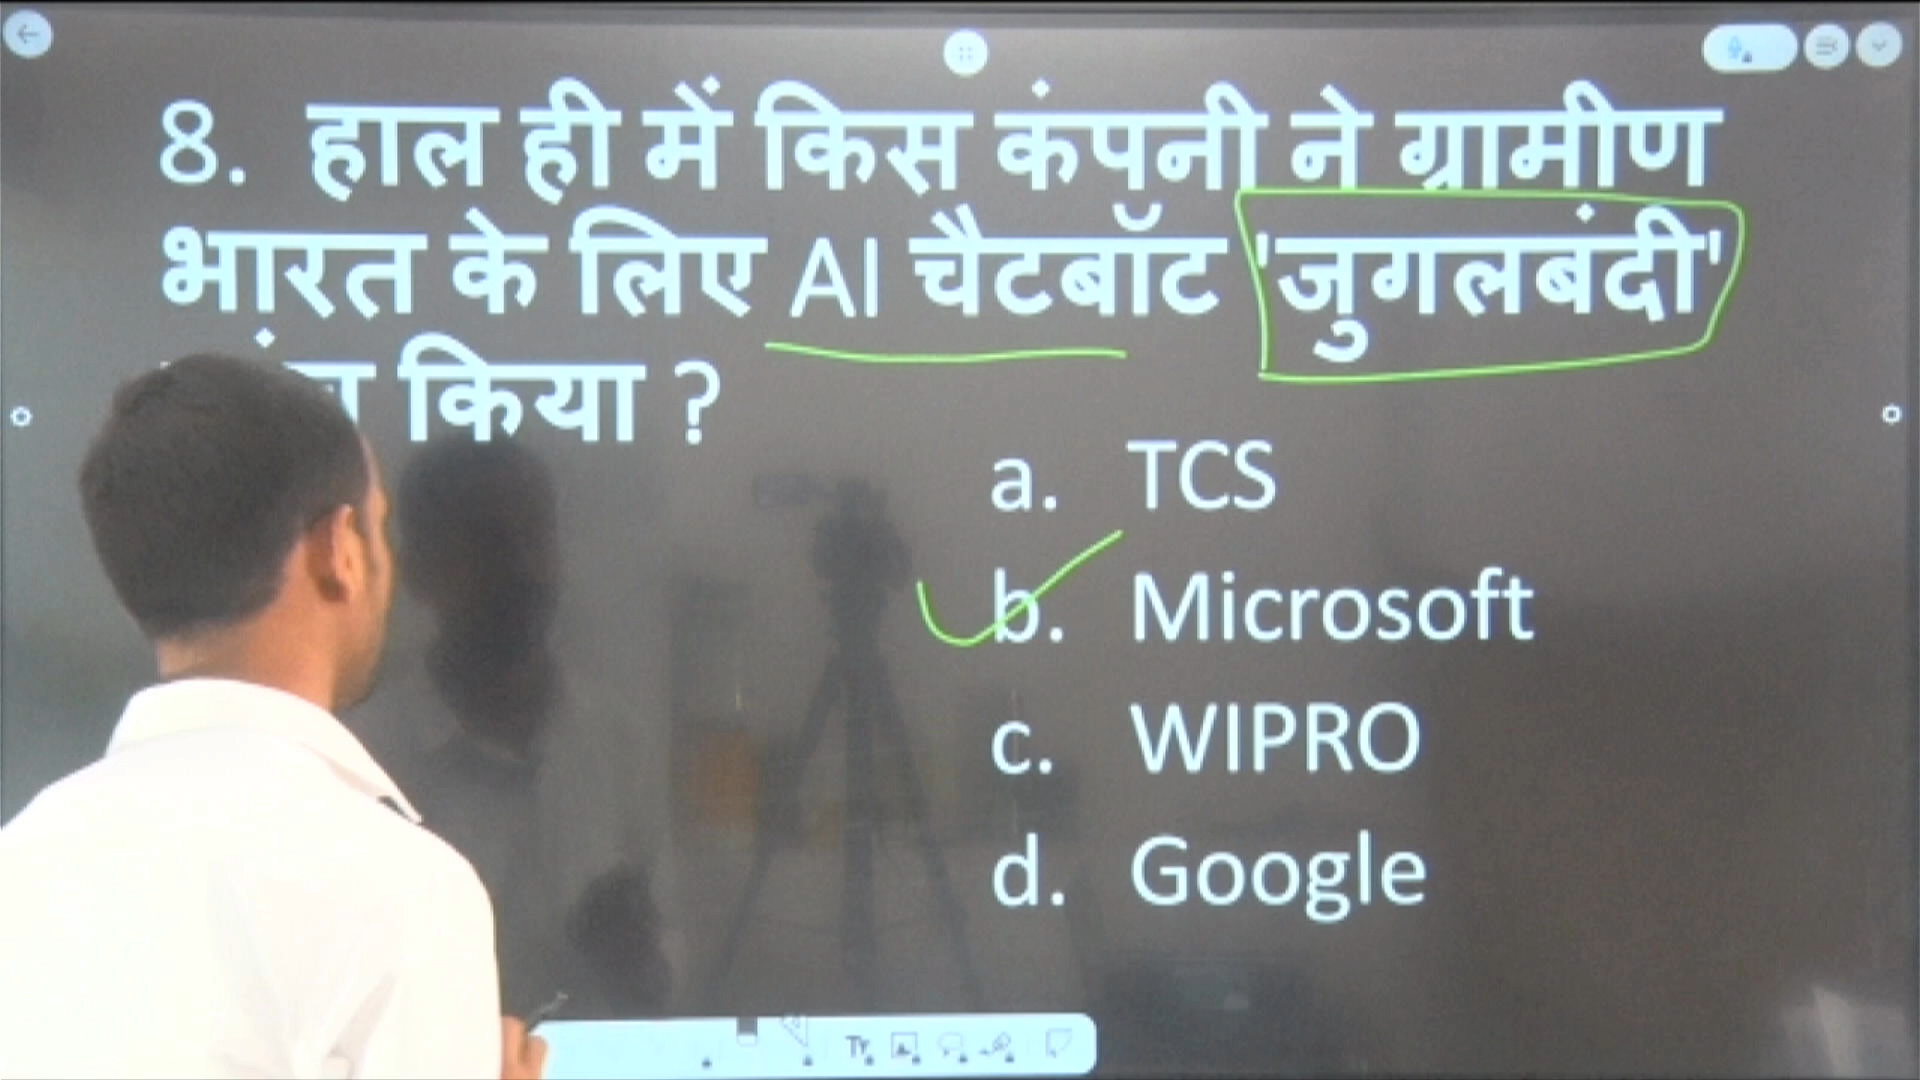 8. हाल ही में किस कंपनी ने ग्रामीण
भारत के लिए AI चैटबॉट 'जुगलबंदी'
किया ?
a. TCS
b. Microsoft
c. WIPRO
d. Google